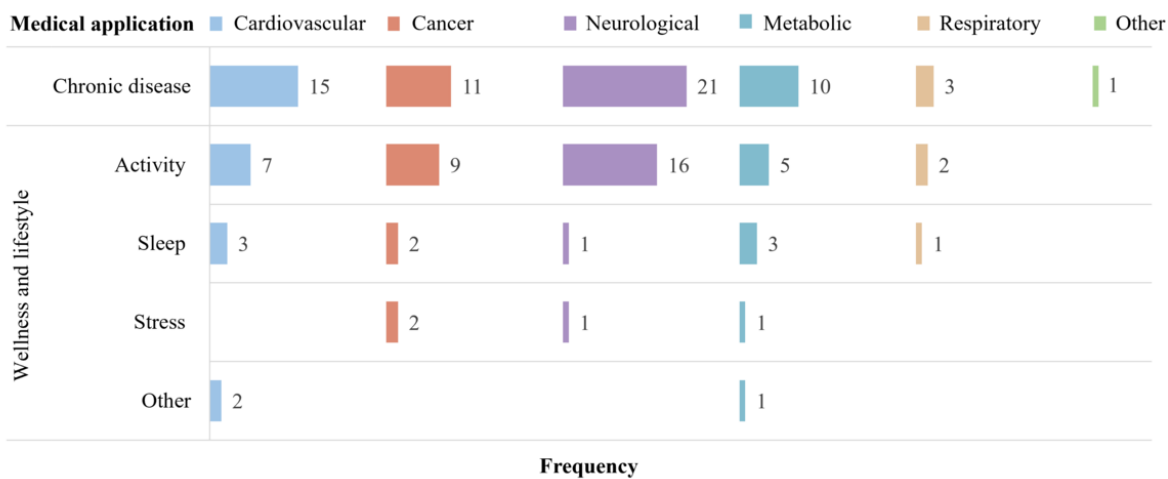 Medical application Cardiovascular Cancer Neurological Metabolic Respiratory Other
Chronic disease 15 11 21 10 3 1
Wellness and lifestyle
Activity 7 9 16 5 2
Sleep 3 2 1 3 1
Stress 2 1 1
Other 2 1
Frequency